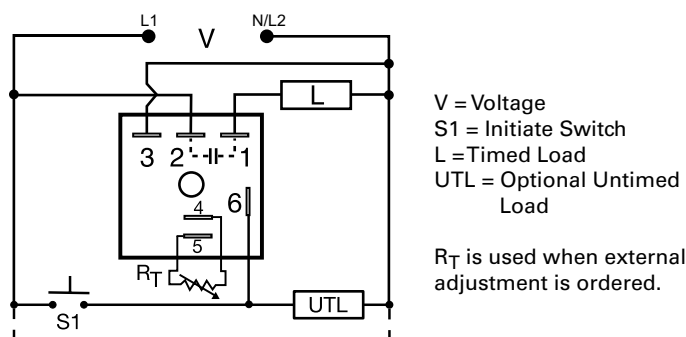 L1
V
N/L2
L
3
2
1
6
4
5
RT
S1
UTL
V = Voltage
S1 = Initiate Switch
L = Timed Load
UTL = Optional Untimed
Load
RT is used when external
adjustment is ordered.